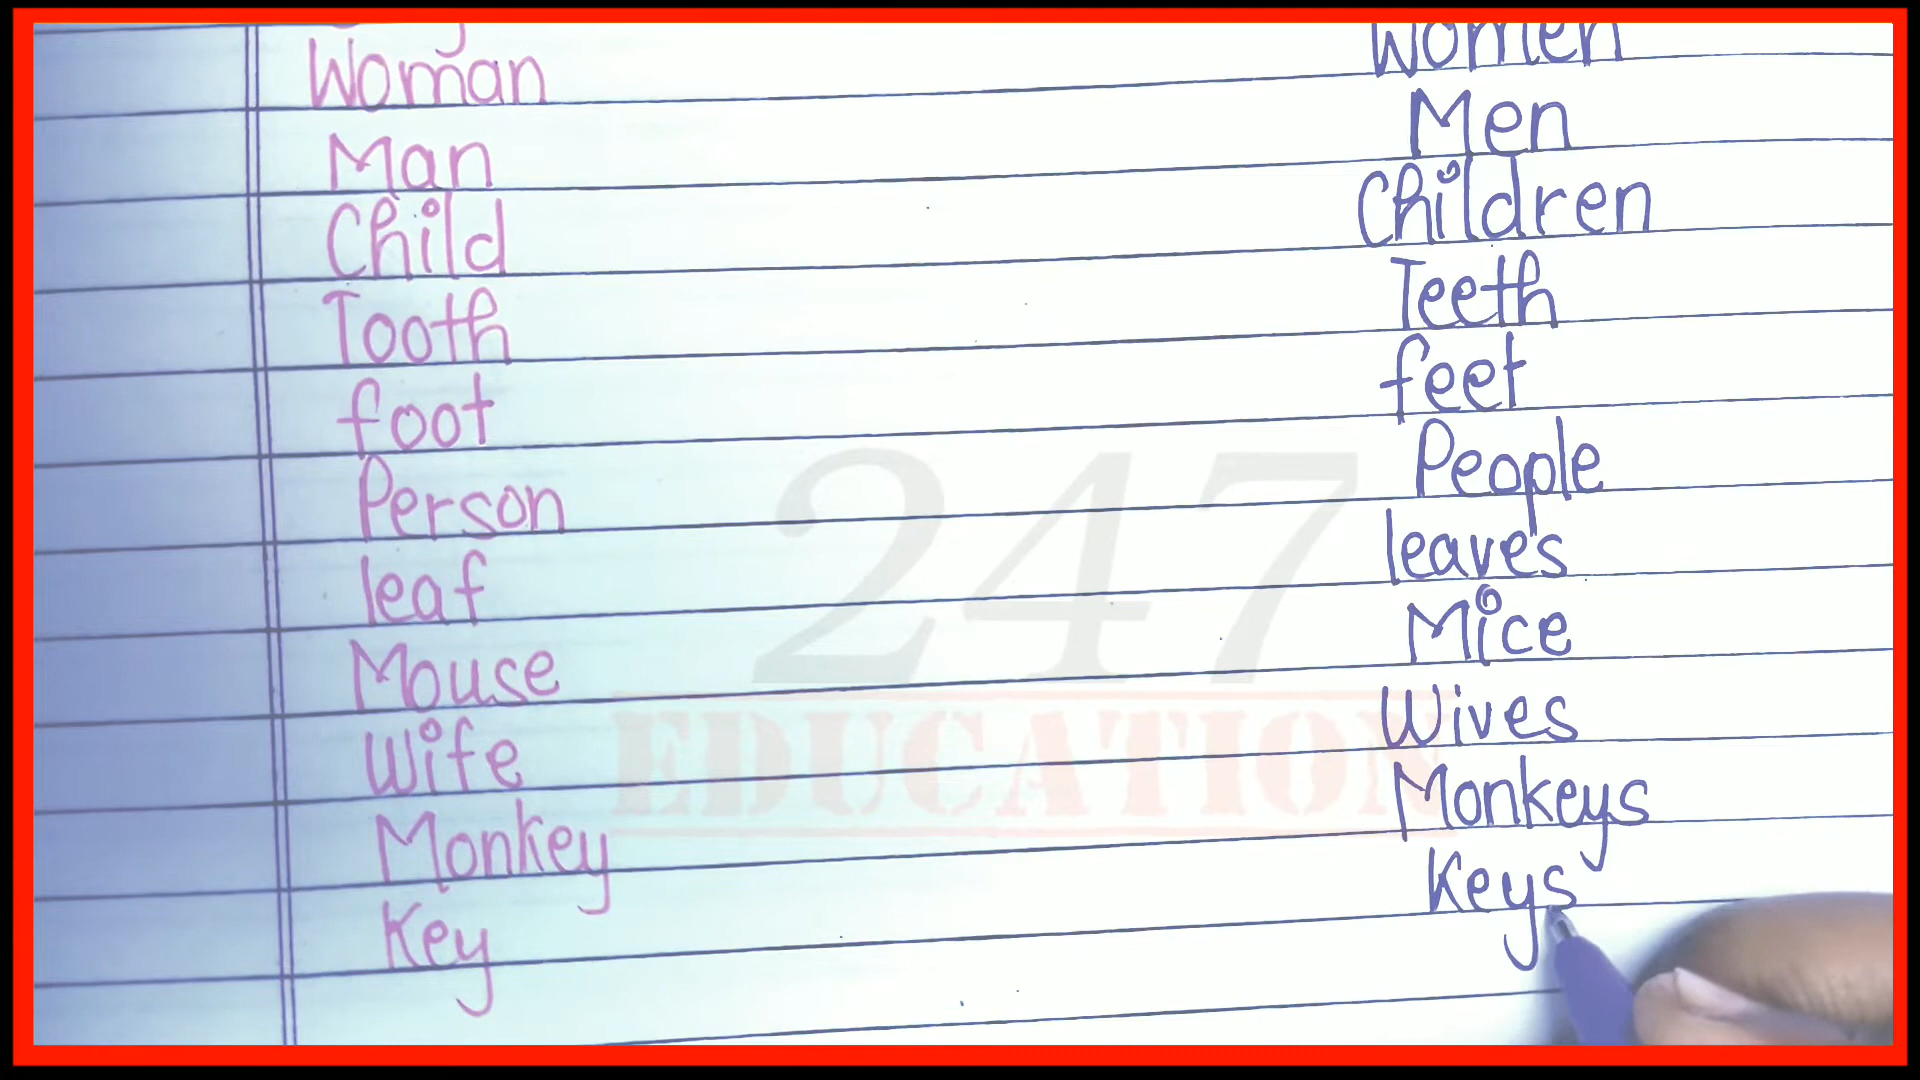 Woman Women
Man Men
Child Children
Tooth Teeth
foot feet
Person People
leaf leaves
Mouse Mice
Wife Wives
Monkey Monkeys
Key Keys
247
EDUCATION